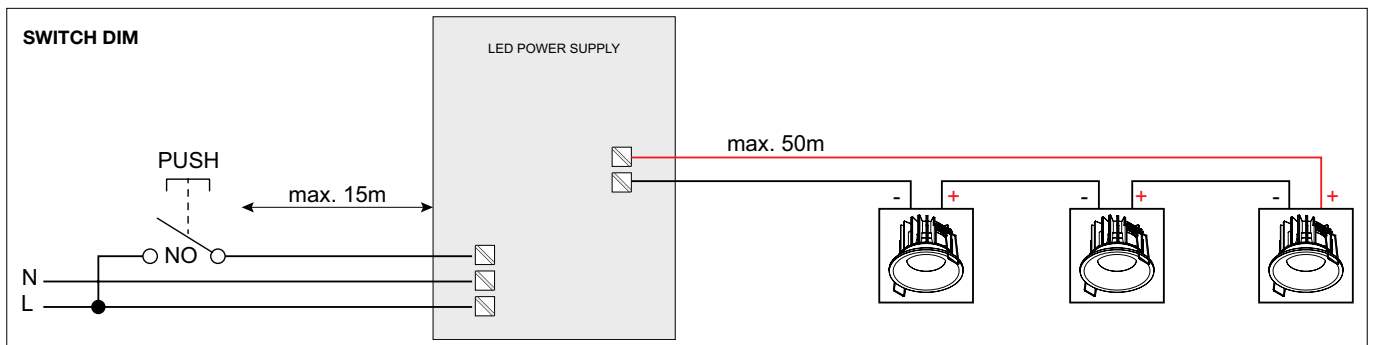 SWITCH DIM
LED POWER SUPPLY
PUSH
max. 15m
NO
N
L
max. 50m
- + - + - +